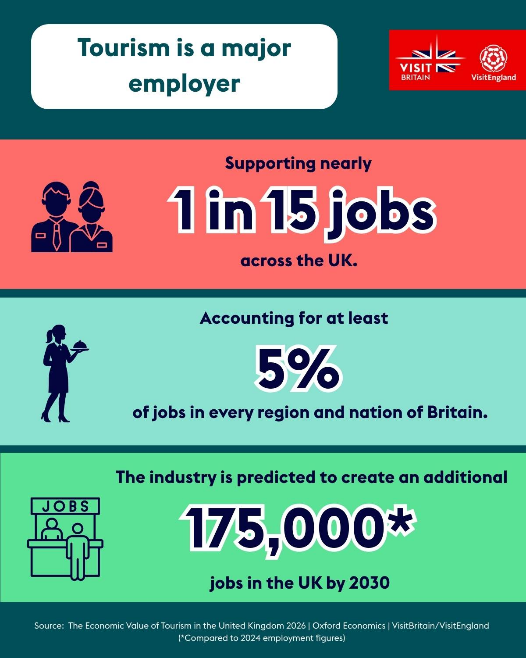 Tourism is a major
employer
VISIT
BRITAIN
VisitEngland
Supporting nearly
1 in 15 jobs
across the UK.
Accounting for at least
5%
of jobs in every region and nation of Britain.
The industry is predicted to create an additional
JOBS
175,000*
jobs in the UK by 2030
Source: The Economic Value of Tourism in the United Kingdom 2026 | Oxford Economics | VisitBritain/VisitEngland
(*Compared to 2024 employment figures)